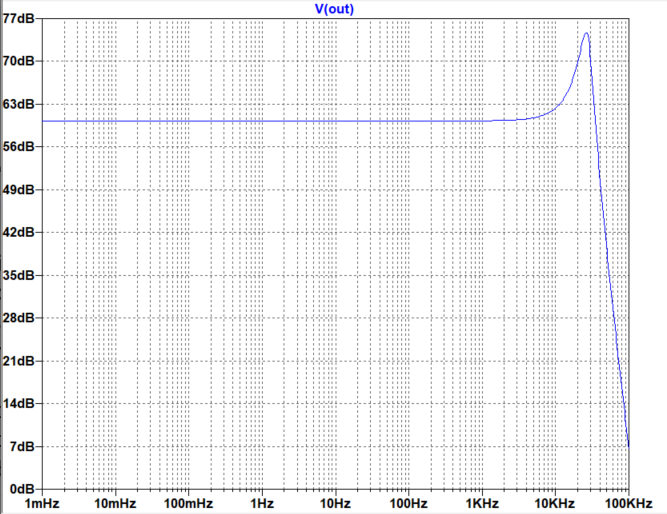 V(out)
77dB
70dB
63dB
56dB
49dB
42dB
35dB
28dB
21dB
14dB
7dB
0dB
1mHz 10mHz 100mHz 1Hz 10Hz 100Hz 1KHz 10KHz 100KHz